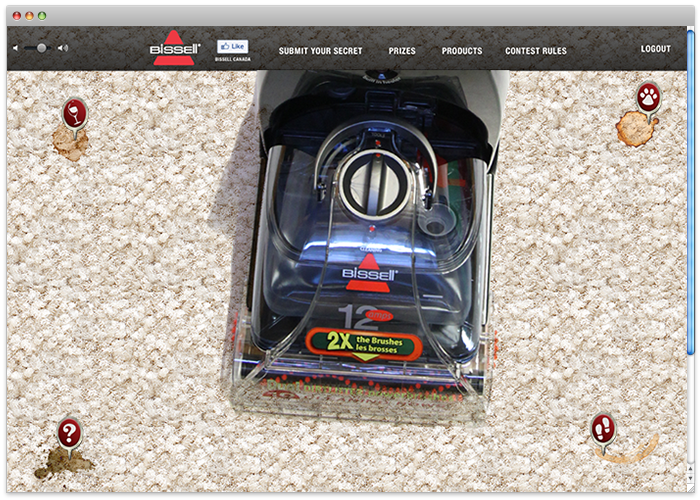 BISSELL®
Like
BISSELL CANADA
SUBMIT YOUR SECRET
PRIZES
PRODUCTS
CONTEST RULES
LOGOUT
BISSELL®
12 amps
2X the Brushes
les brosses
?